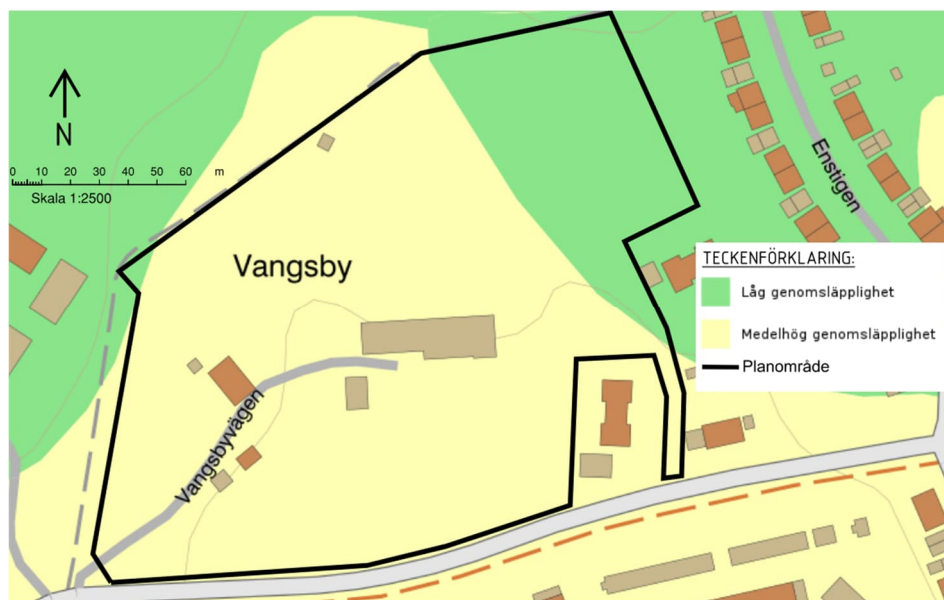 N
0 10 20 30 40 50 60 m
Skala 1:2500
Enstigen
Vangsby
TECKENFÖRKLARING:
Låg genomsläpplighet
Medelhög genomsläpplighet
Planområde
Vangsbyvägen